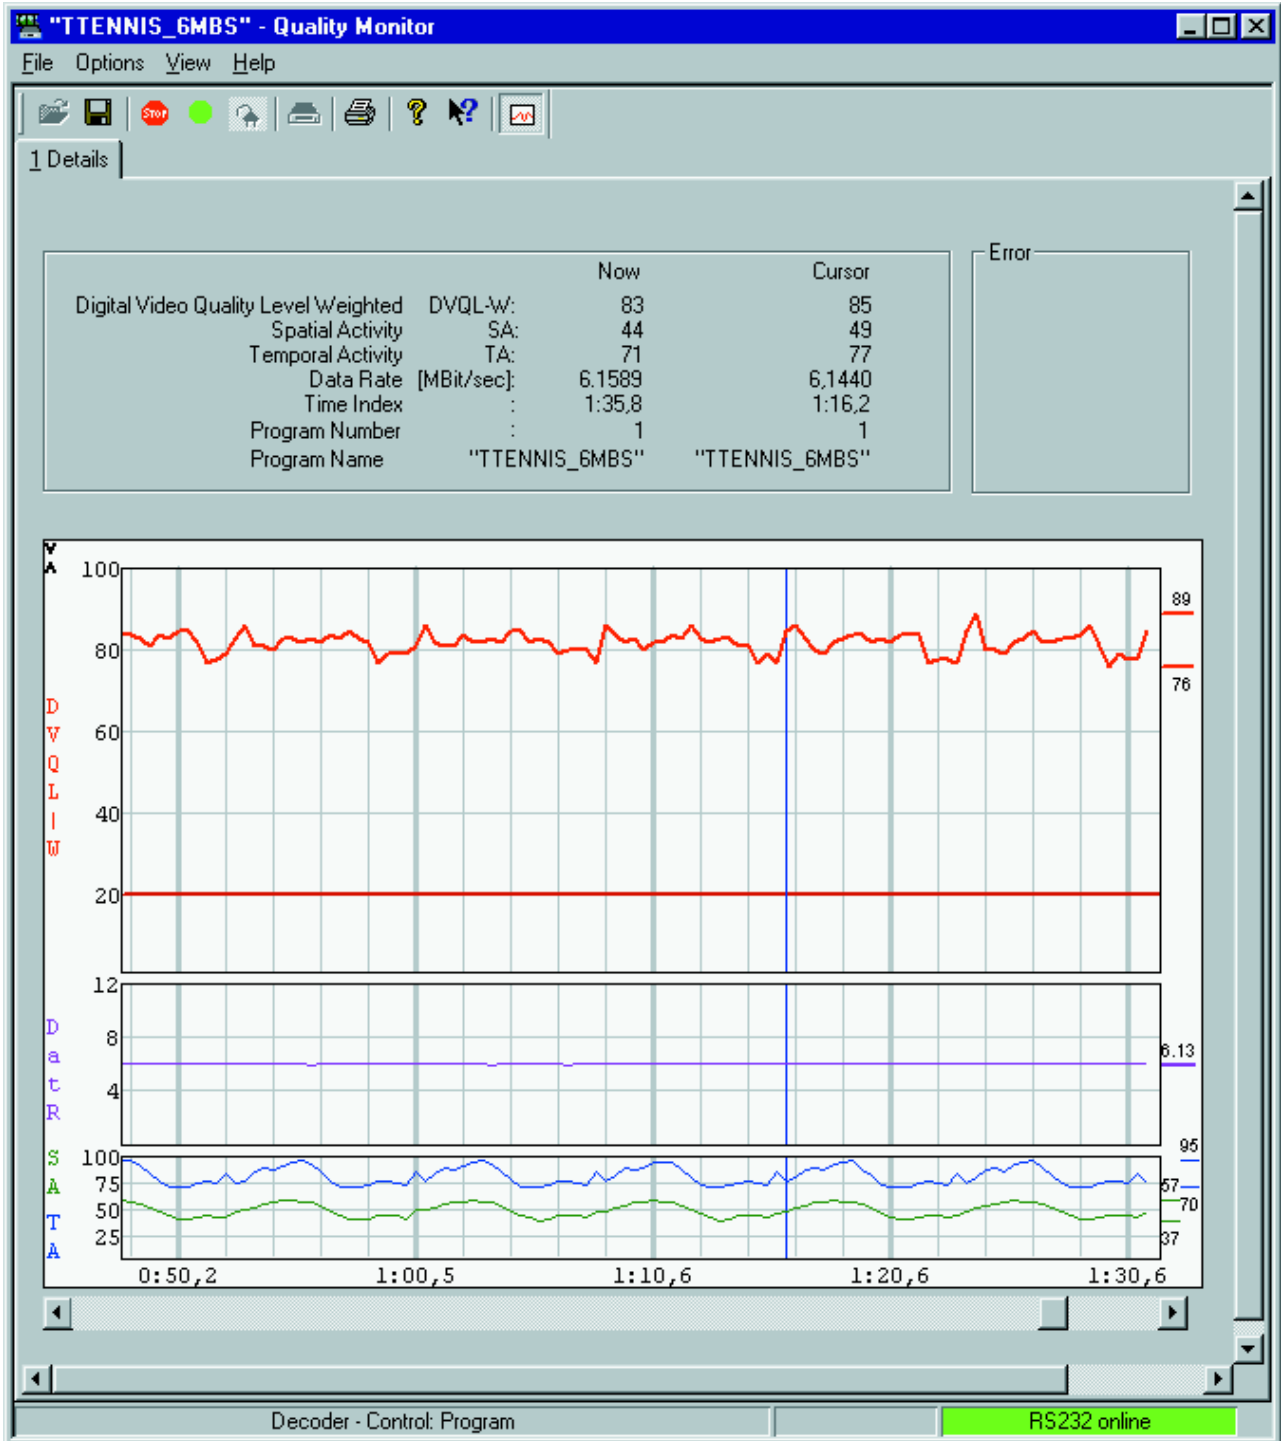 "TTENNIS_6MBS" - Quality Monitor
File Options View Help
STOP
1 Details
Error
Now Cursor
Digital Video Quality Level Weighted DVQL-W: 83 85
Spatial Activity SA: 44 49
Temporal Activity TA: 71 77
Data Rate [MBit/sec]: 6.1589 6,1440
Time Index : 1:35,8 1:16,2
Program Number : 1 1
Program Name "TTENNIS_6MBS" "TTENNIS_6MBS"
100
80
60
40
20
DVQL|W
89
76
12
8
4
DatR
6.13
100
75
50
25
SA
TA
95
57
70
37
0:50,2 1:00,5 1:10,6 1:20,6 1:30,6
Decoder - Control: Program RS232 online